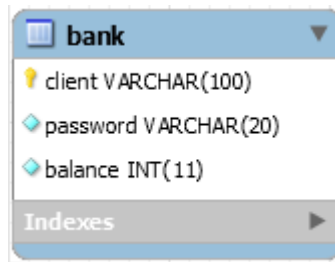 bank
client VARCHAR(100)
password VARCHAR(20)
balance INT(11)
Indexes